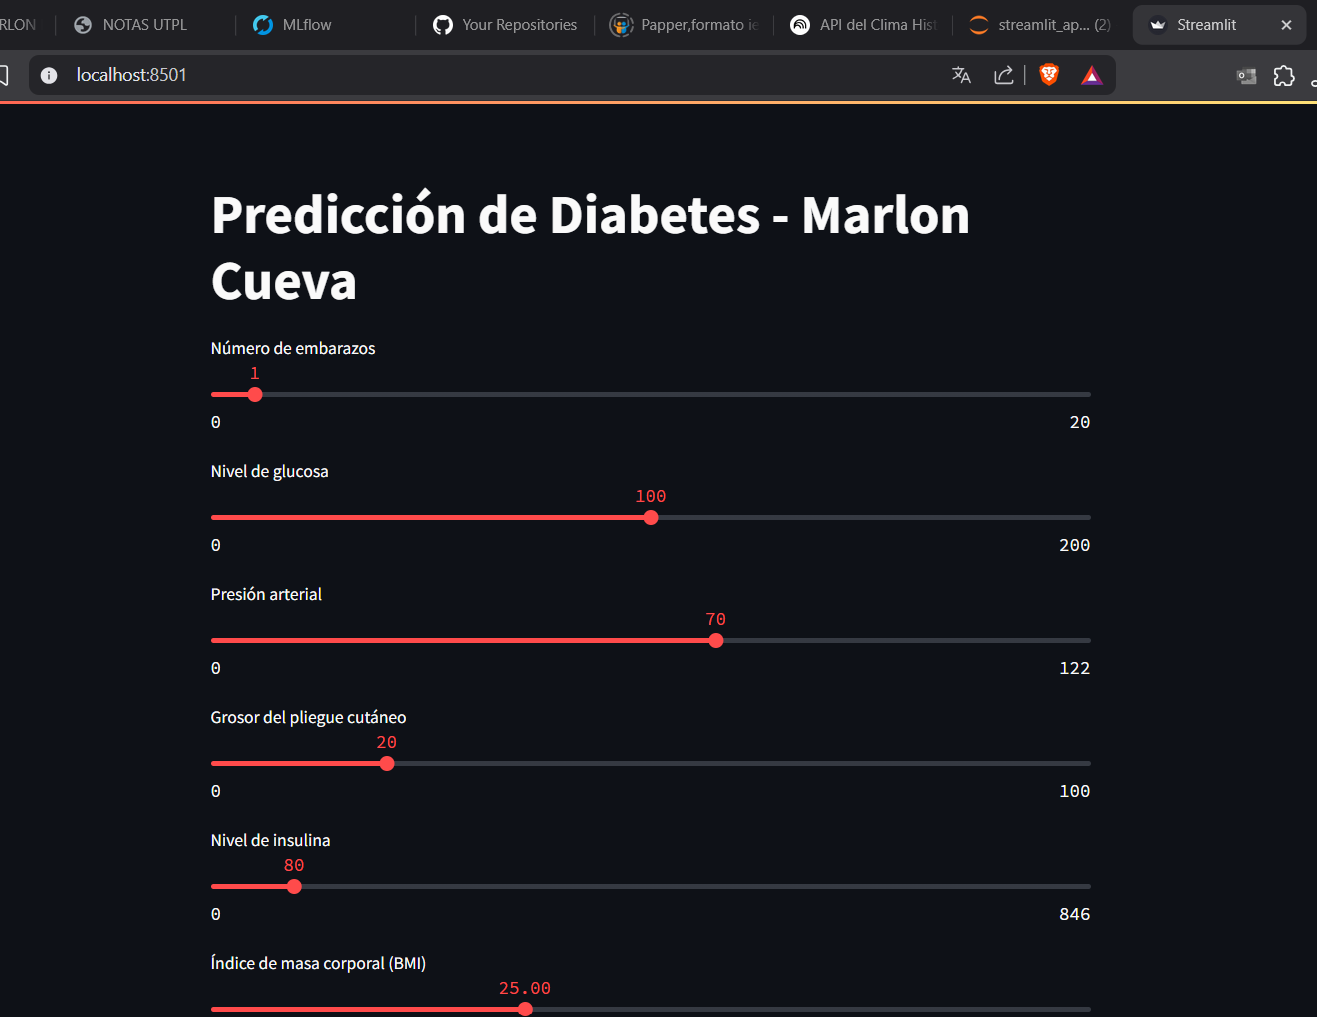 RLON
NOTAS UTPL
MLflow
Your Repositories
Papper,formato ie
API del Clima His
streamlit_ap... (2)
Streamlit
localhost:8501
Predicción de Diabetes - Marlon
Cueva
Número de embarazos
1
0 20
Nivel de glucosa
100
0 200
Presión arterial
70
0 122
Grosor del pliegue cutáneo
20
0 100
Nivel de insulina
80
0 846
Índice de masa corporal (BMI)
25.00